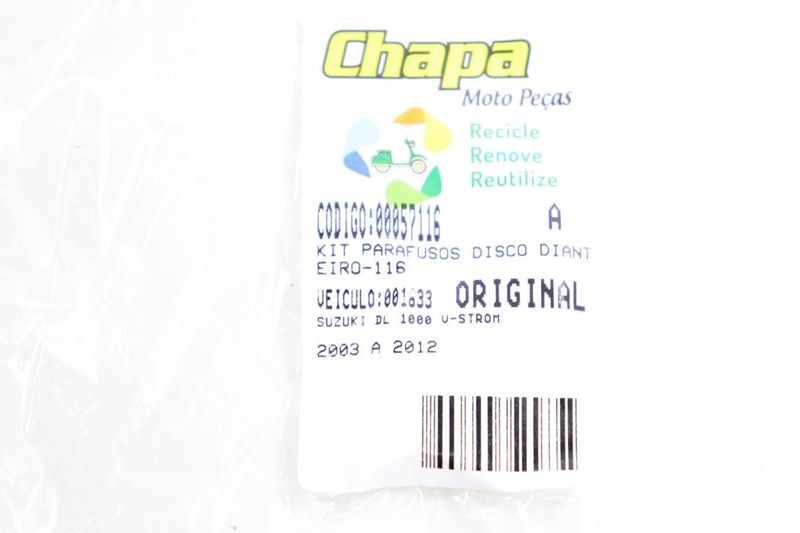 Chapa
Moto Peças
Recicle
Renove
Reutilize
CODIGO:00057116 A
KIT PARAFUSOS DISCO DIANT
EIRO-116
VEICULO:001633 ORIGINAL
SUZUKI DL 1000 V-STROM
2003 A 2012